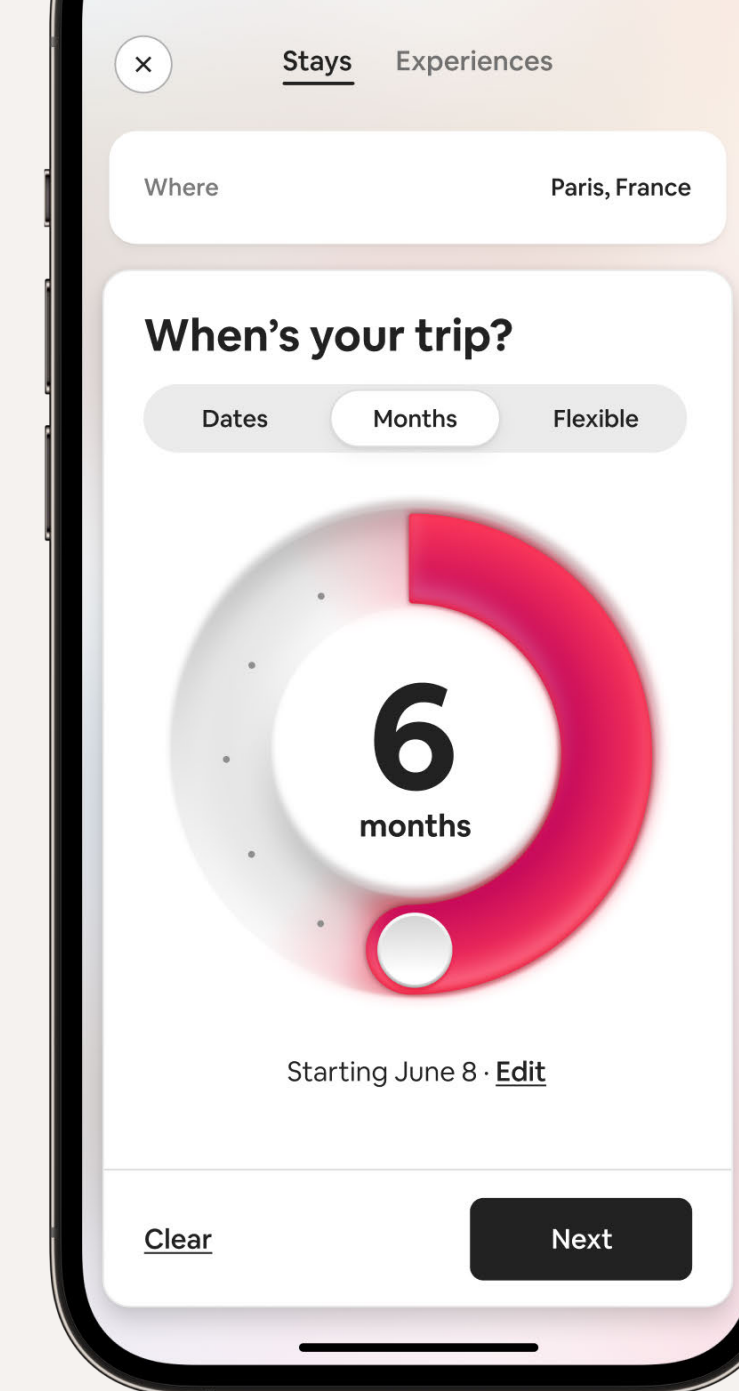 Stays Experiences
Where Paris, France
When's your trip?
Dates Months Flexible
6
months
Starting June 8 · Edit
Clear Next